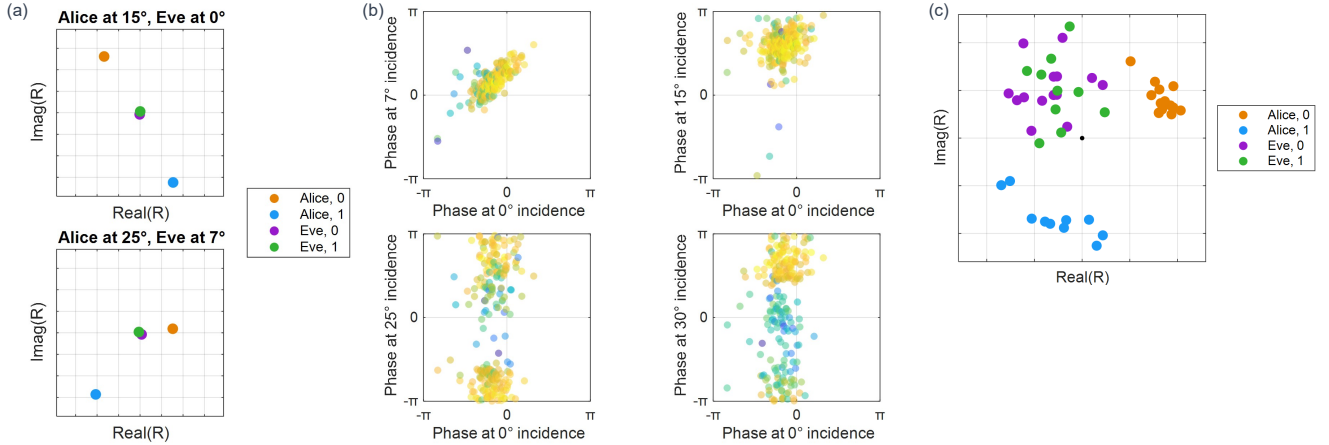 (a)
Alice at 15°, Eve at 0°
Imag(R)
Real(R)
Alice at 25°, Eve at 7°
Imag(R)
Real(R)
Alice, 0
Alice, 1
Eve, 0
Eve, 1
(b)
π
0
-π
Phase at 7° incidence
-π
0
π
Phase at 0° incidence
π
0
-π
Phase at 15° incidence
-π
0
π
Phase at 0° incidence
π
0
-π
Phase at 25° incidence
-π
0
π
Phase at 0° incidence
π
0
-π
Phase at 30° incidence
-π
0
π
Phase at 0° incidence
(c)
Imag(R)
Real(R)
Alice, 0
Alice, 1
Eve, 0
Eve, 1